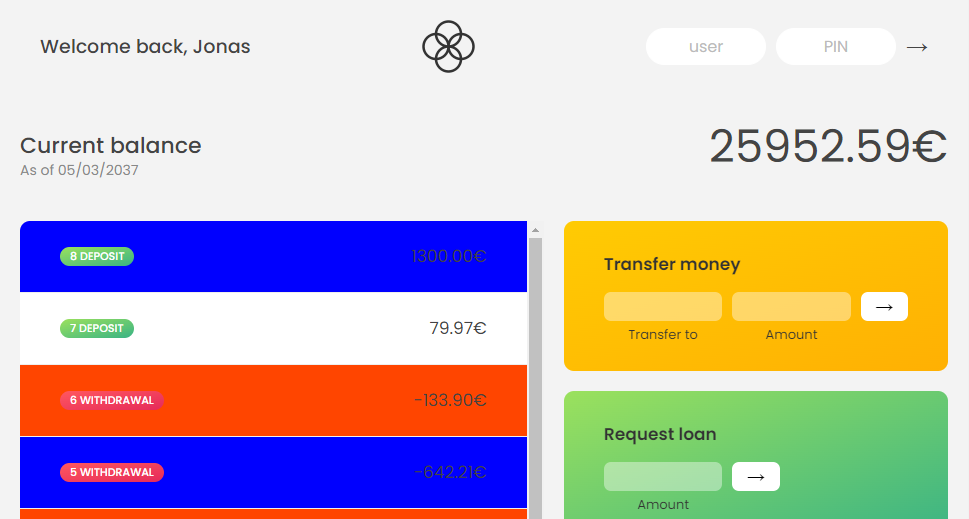 Welcome back, Jonas
user
PIN
→
Current balance
As of 05/03/2037
25952.59€
8 DEPOSIT
1300.00€
7 DEPOSIT
79.97€
6 WITHDRAWAL
-133.90€
5 WITHDRAWAL
-642.21€
Transfer money
→
Transfer to
Amount
Request loan
→
Amount